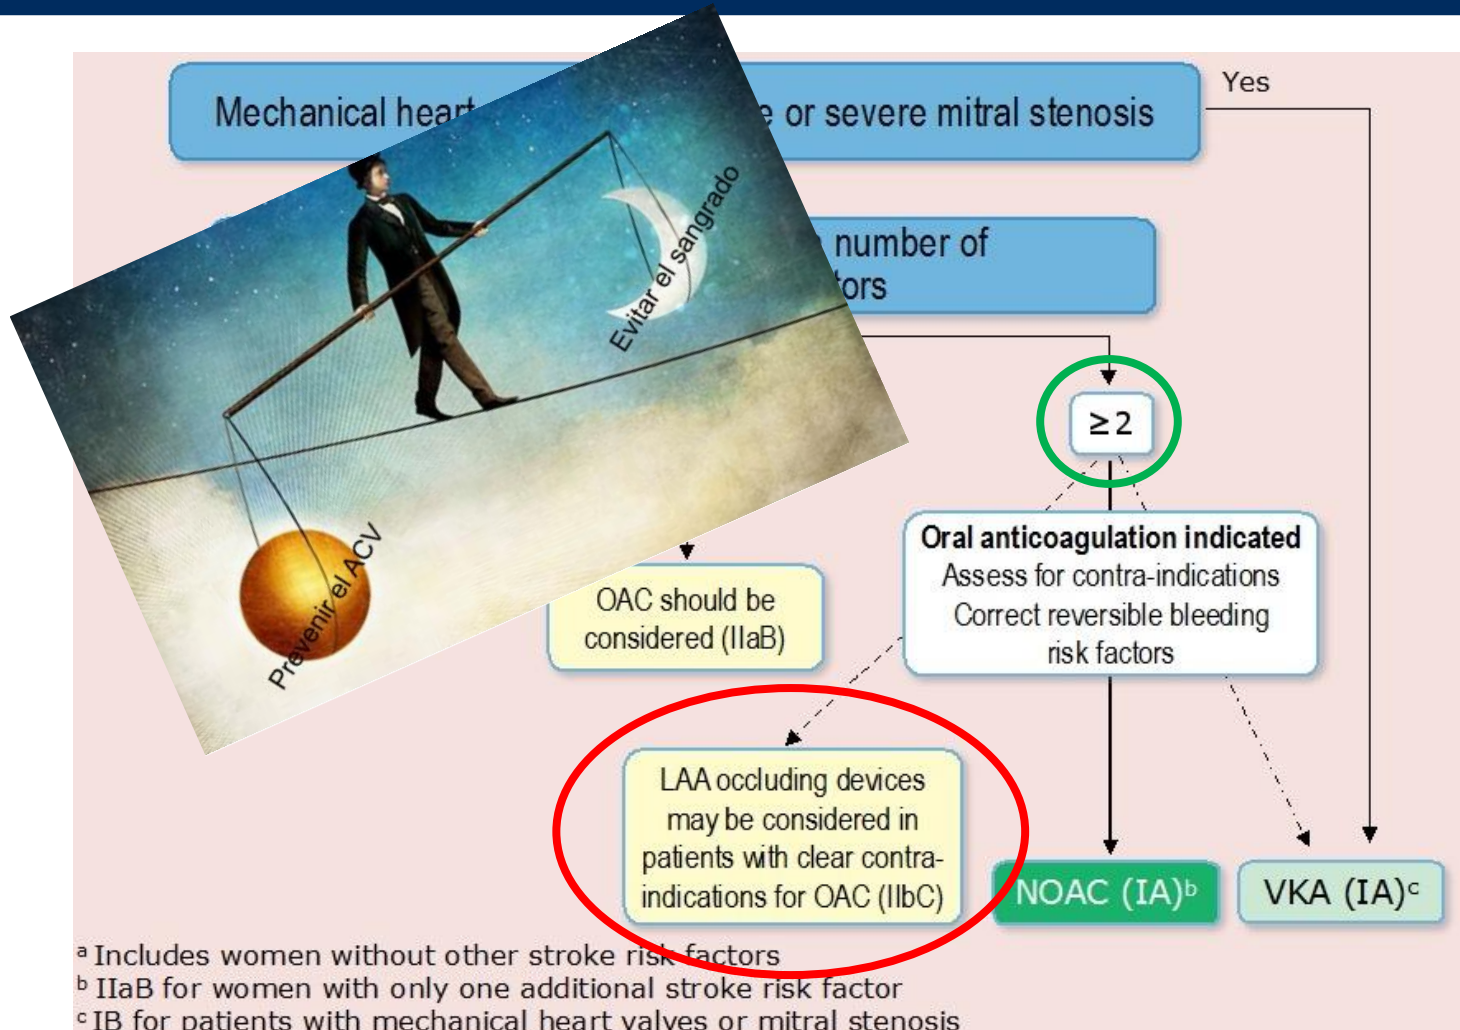 Mechanical hear
e or severe mitral stenosis
Yes
number of
ors
Evitar el sangrado
Prevenir el ACV
≥2
Oral anticoagulation indicated
Assess for contra-indications
Correct reversible bleeding
risk factors
OAC should be
considered (IIaB)
LAA occluding devices
may be considered in
patients with clear contra-
indications for OAC (IIbC)
NOAC (IA)ᵇ
VKA (IA)ᶜ
ᵃ Includes women without other stroke risk factors
ᵇ IIaB for women with only one additional stroke risk factor
ᶜ IB for patients with mechanical heart valves or mitral stenosis